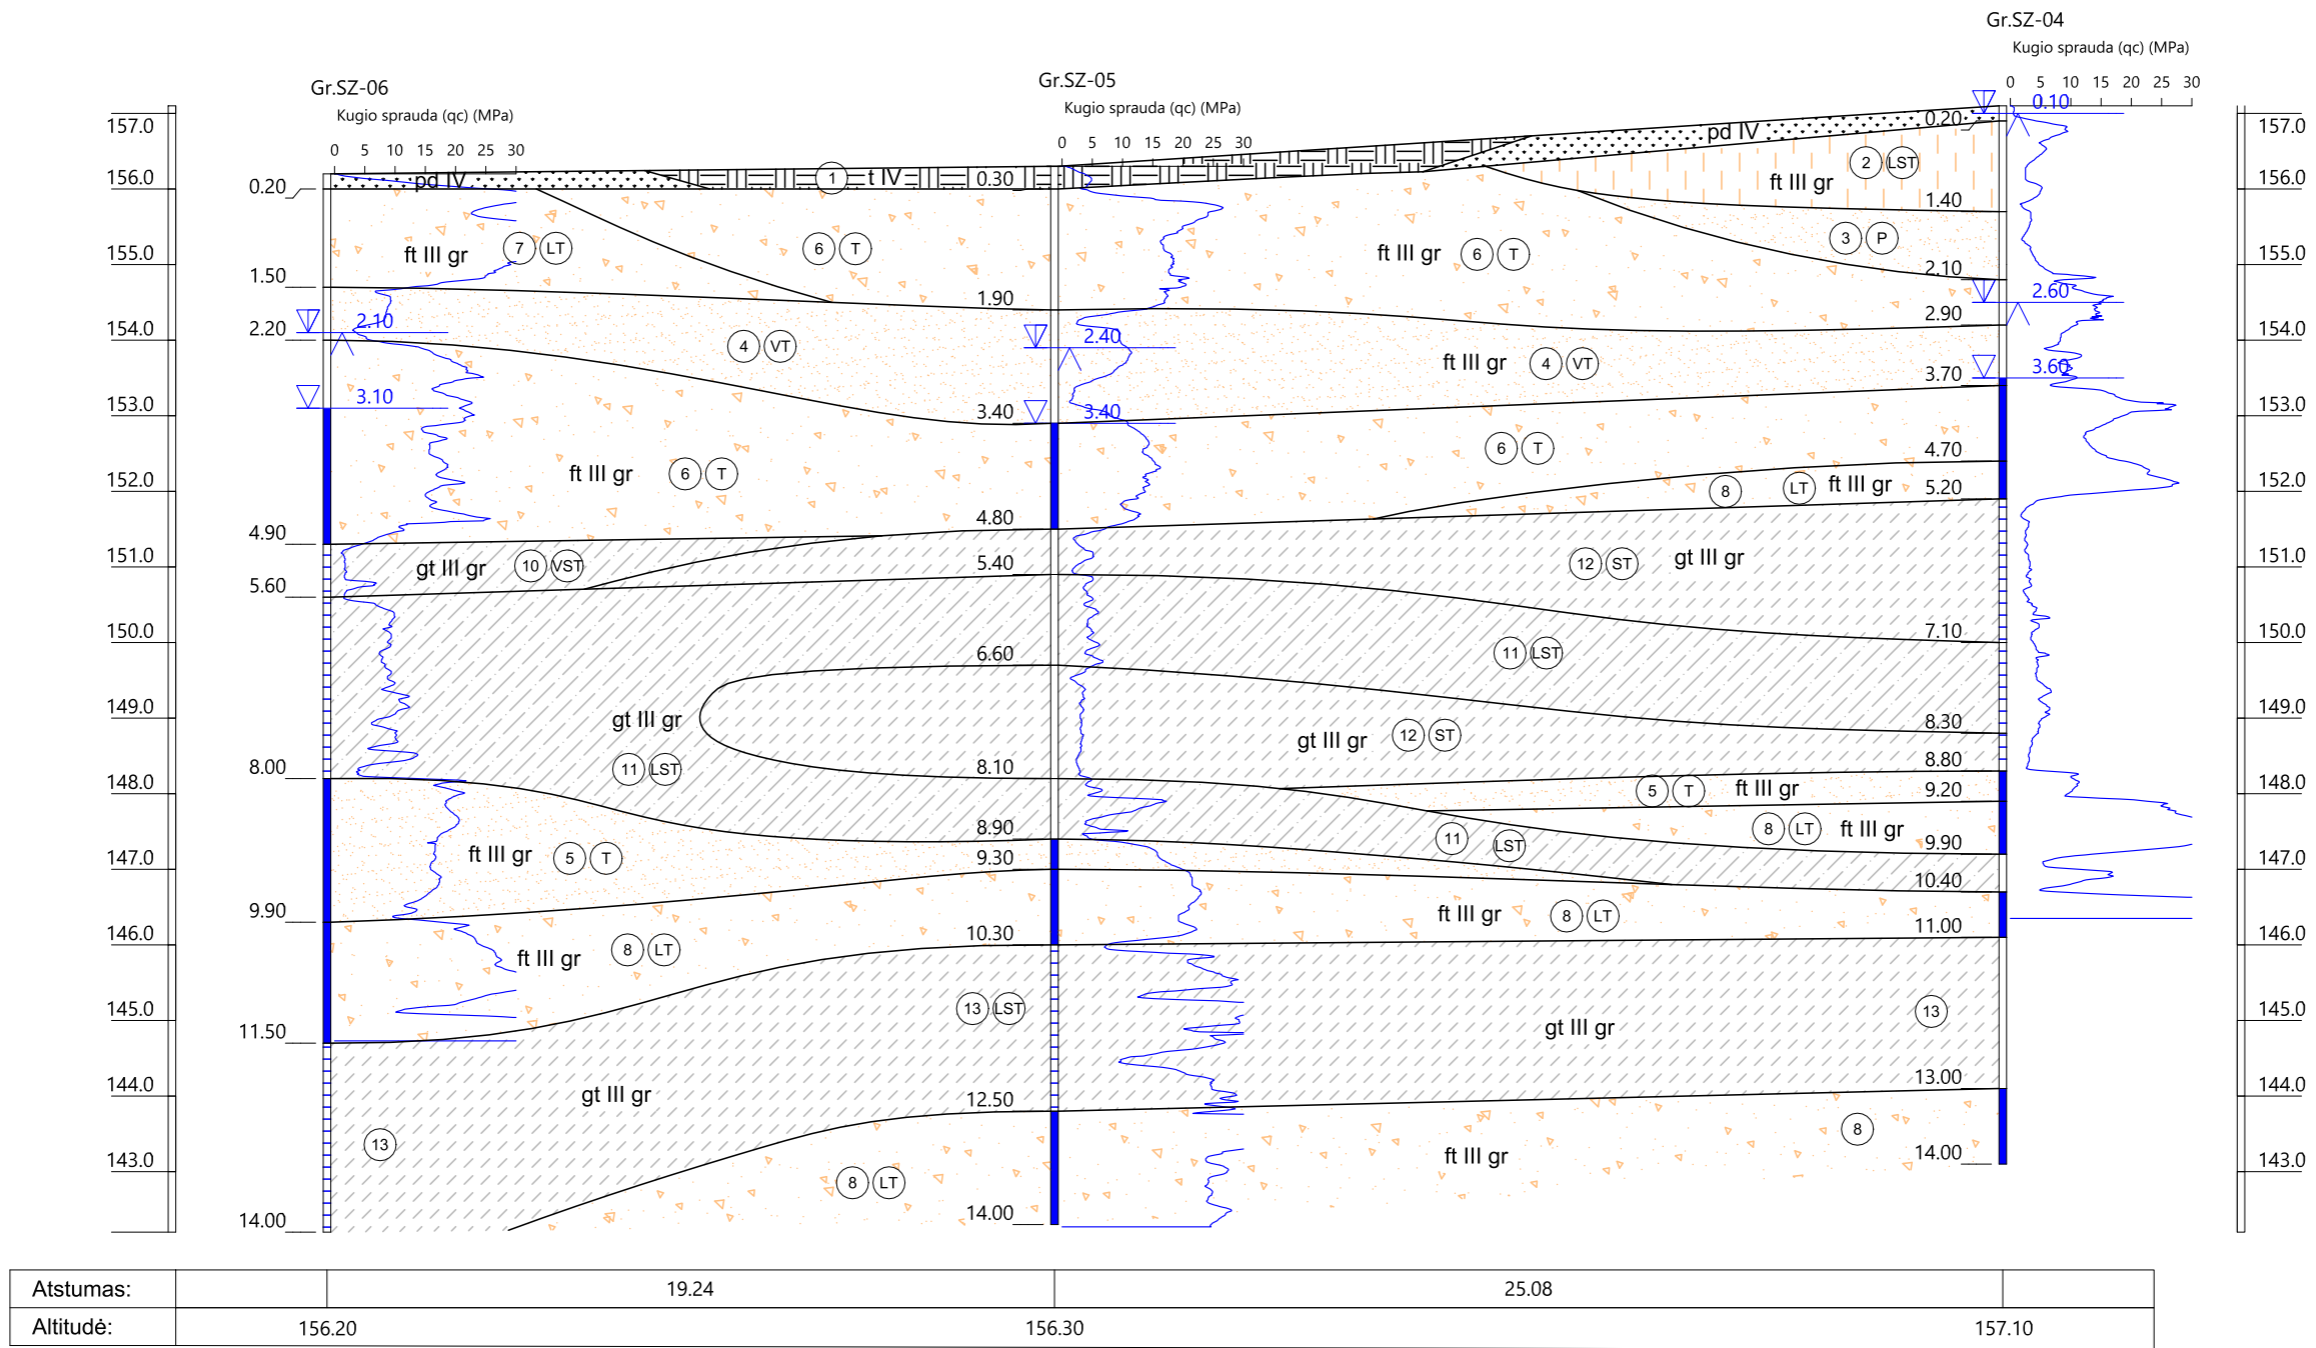 Gr.SZ-04
Kugio sprauda (qc) (MPa)
0 5 10 15 20 25 30
Gr.SZ-05
Kugio sprauda (qc) (MPa)
0 5 10 15 20 25 30
Gr.SZ-06
Kugio sprauda (qc) (MPa)
0 5 10 15 20 25 30
157.0
156.0
155.0
154.0
153.0
152.0
151.0
150.0
149.0
148.0
147.0
146.0
145.0
144.0
143.0
0.20
1.50
2.20
4.90
5.60
8.00
9.90
11.50
14.00
2.10
3.10
pd IV
ft III gr
7 LT
1
t IV
6 T
4 VT
ft III gr
6 T
gt III gr
10 VST
gt III gr
11 LST
ft III gr
5 T
ft III gr
8 LT
13 LST
gt III gr
13
8 LT
0.30
1.90
3.40
4.80
5.40
6.60
8.10
8.90
9.30
10.30
12.50
14.00
2.40
3.40
pd IV
2 LST
ft III gr
3 P
ft III gr
6 T
ft III gr
4 VT
6 T
8 LT
ft III gr
12 ST
gt III gr
11 LST
gt III gr
12 ST
5 T
ft III gr
8 LT
ft III gr
11 LST
ft III gr
8 LT
13
gt III gr
8
ft III gr
0.20
1.40
2.10
2.90
3.70
4.70
5.20
7.10
8.30
8.80
9.20
9.90
10.40
11.00
13.00
14.00
0.10
2.60
3.60
157.0
156.0
155.0
154.0
153.0
152.0
151.0
150.0
149.0
148.0
147.0
146.0
145.0
144.0
143.0
Atstumas: 19.24 25.08
Altitudė: 156.20 156.30 157.10